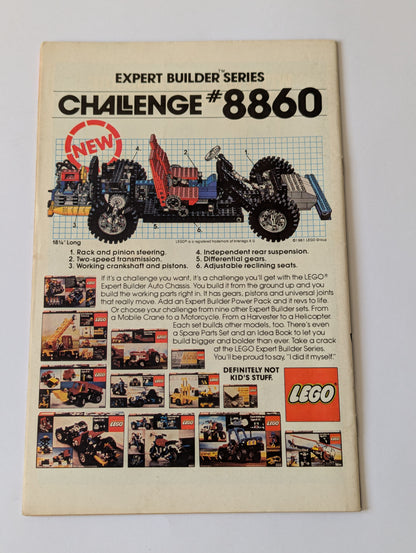 EXPERT BUILDER™ SERIES
CHALLENGE #8860
NEW
18¼" Long
LEGO® is a registered trademark of Interlego A.G.
©1981 LEGO Group
1. Rack and pinion steering.
2. Two-speed transmission.
3. Working crankshaft and pistons.
4. Independent rear suspension.
5. Differential gears.
6. Adjustable reclining seats.
If it's a challenge you want, it's a challenge you'll get with the LEGO®
Expert Builder Auto Chassis. You build it from the ground up and you
build the working parts right in. It has gears, pistons and universal joints
that really move. Add an Expert Builder Power Pack and it revs to life.
Or choose your challenge from nine other Expert Builder sets. From
a Mobile Crane to a Motorcycle. From a Harvester to a Helicopter.
Each set builds other models, too. There's even
a Spare Parts Set and an Idea Book to let you
build bigger and bolder than ever. Take a crack
at the LEGO Expert Builder Series.
You'll be proud to say, "I did it myself."
DEFINITELY NOT
KID'S STUFF.
LEGO